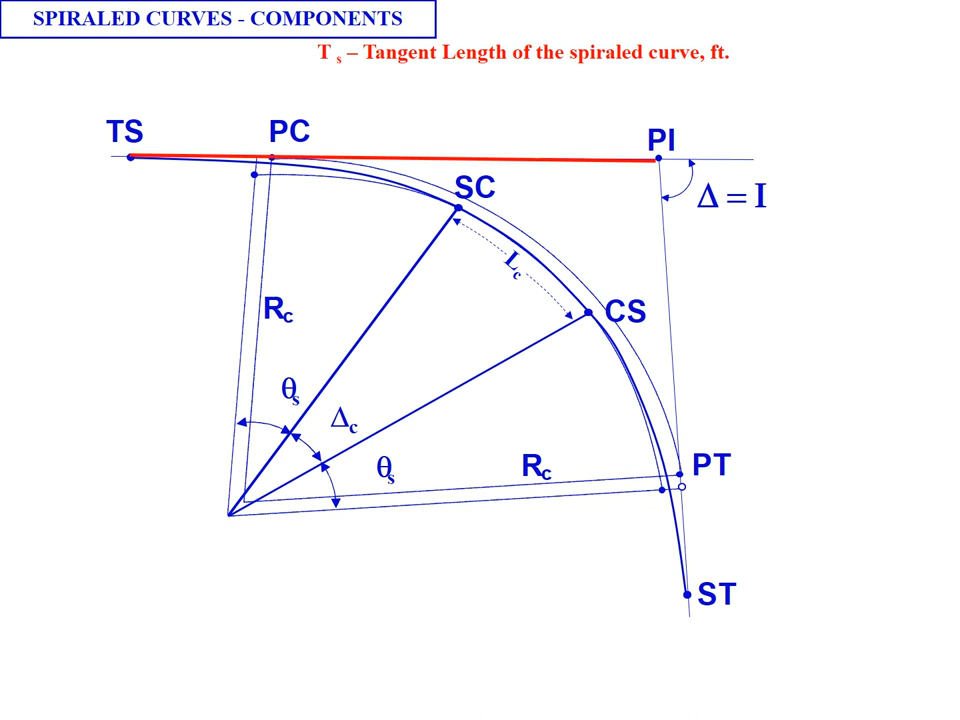 SPIRALED CURVES - COMPONENTS
T s – Tangent Length of the spiraled curve, ft.
TS
PC
PI
SC
Δ = I
Lc
Rc
CS
θs
Δc
θs
Rc
PT
ST